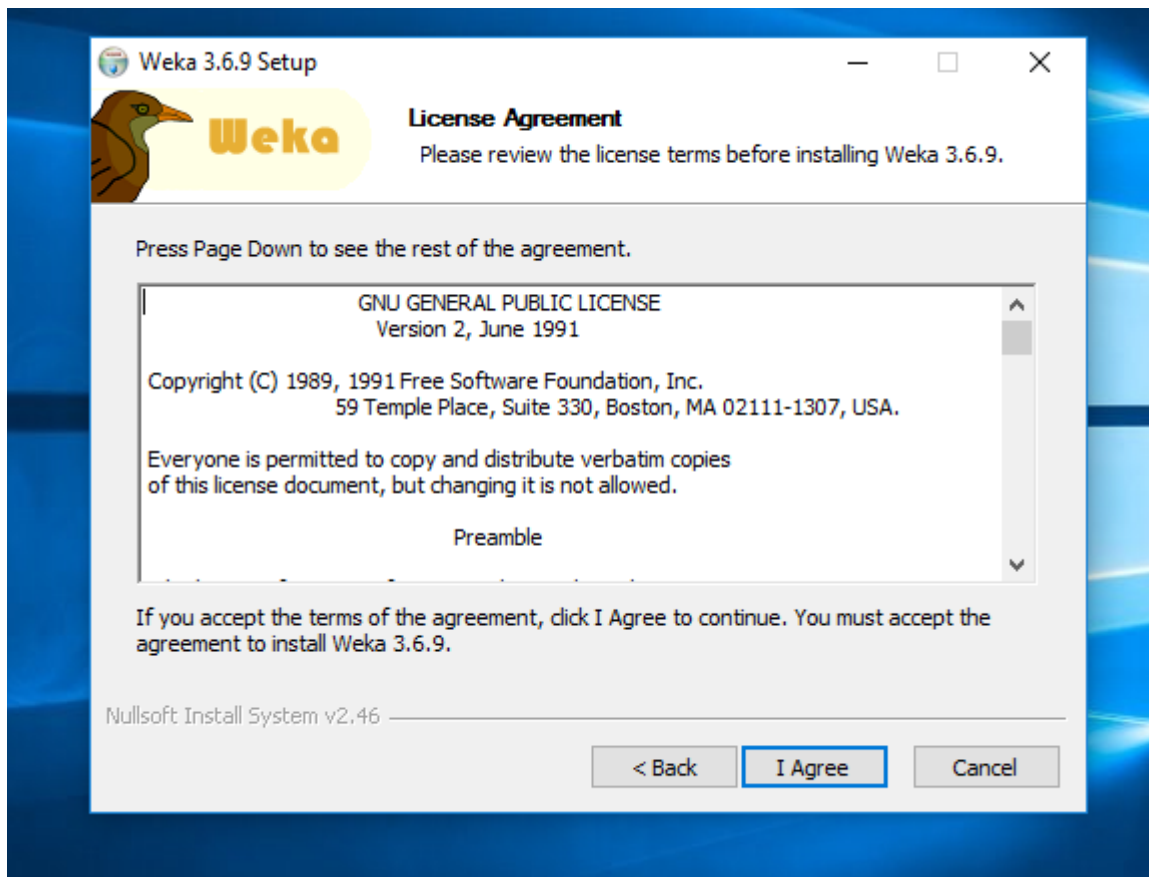 Weka 3.6.9 Setup
Weka
License Agreement
Please review the license terms before installing Weka 3.6.9.
Press Page Down to see the rest of the agreement.
GNU GENERAL PUBLIC LICENSE
Version 2, June 1991
Copyright (C) 1989, 1991 Free Software Foundation, Inc.
59 Temple Place, Suite 330, Boston, MA 02111-1307, USA.
Everyone is permitted to copy and distribute verbatim copies
of this license document, but changing it is not allowed.
Preamble
If you accept the terms of the agreement, click I Agree to continue. You must accept the
agreement to install Weka 3.6.9.
Nullsoft Install System v2.46
< Back
I Agree
Cancel